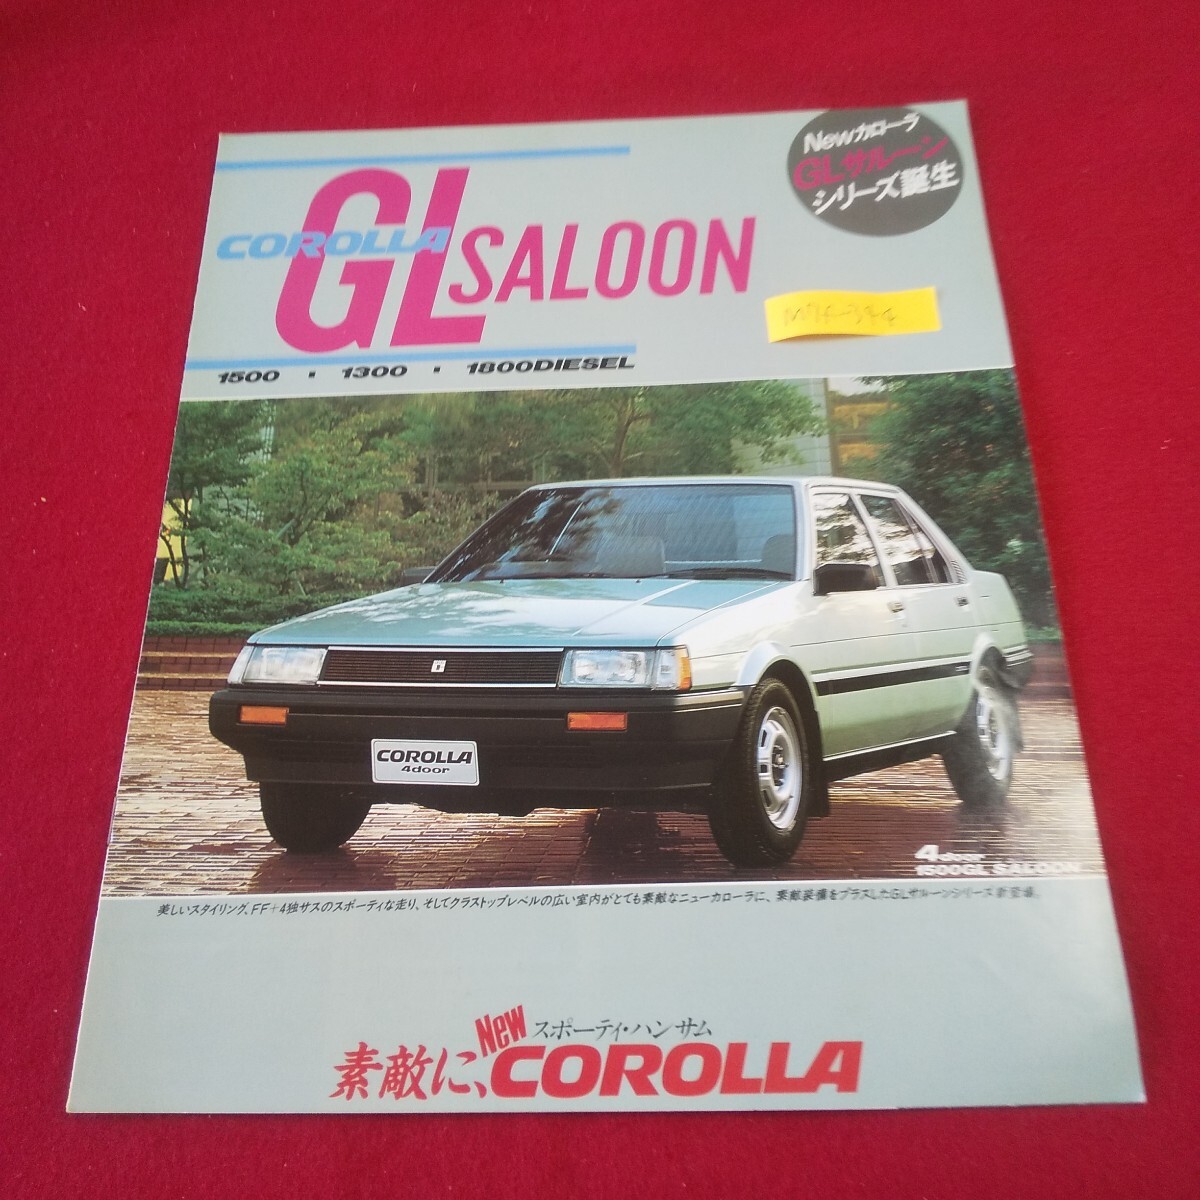 Newカローラ
GLサルーン
シリーズ誕生
COROLLA
GL SALOON
1500 ・ 1300 ・ 1800DIESEL
COROLLA
4door
4door
1500GL SALOON
美しいスタイリング、FF+4独サスのスポーティな走り、そしてクラストップレベルの広い室内がとても素敵なニューカローラに、素敵装備をプラスしたGLサルーンシリーズ新登場。
New スポーティ・ハンサム
素敵に、COROLLA